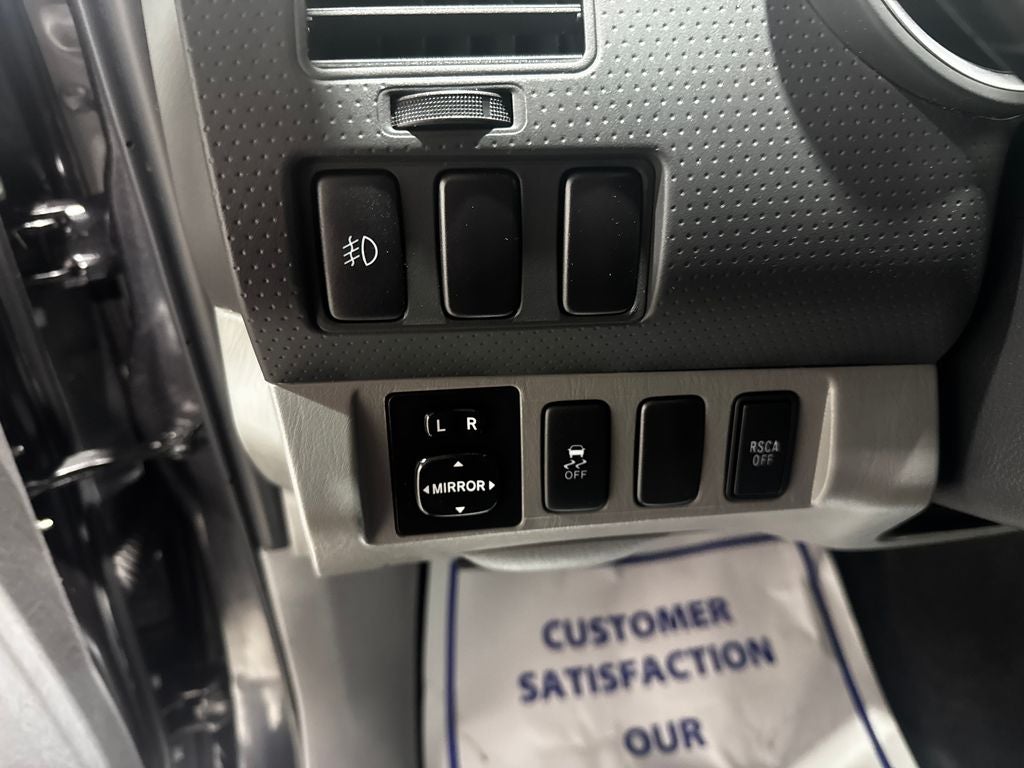 L R
MIRROR
OFF
RSCA
OFF
CUSTOMER
SATISFACTION
OUR